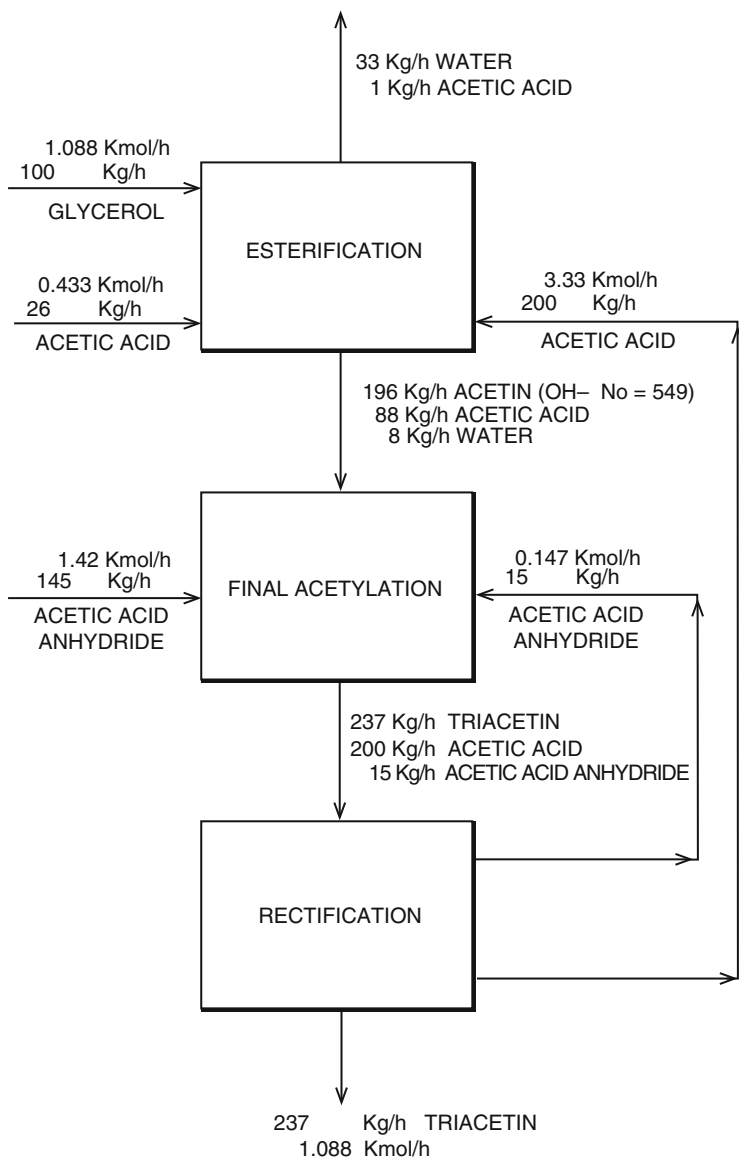 33 Kg/h WATER
1 Kg/h ACETIC ACID
1.088 Kmol/h
100 Kg/h
GLYCEROL
ESTERIFICATION
0.433 Kmol/h
26 Kg/h
ACETIC ACID
3.33 Kmol/h
200 Kg/h
ACETIC ACID
196 Kg/h ACETIN (OH– No = 549)
88 Kg/h ACETIC ACID
8 Kg/h WATER
1.42 Kmol/h
145 Kg/h
ACETIC ACID
ANHYDRIDE
FINAL ACETYLATION
0.147 Kmol/h
15 Kg/h
ACETIC ACID
ANHYDRIDE
237 Kg/h TRIACETIN
200 Kg/h ACETIC ACID
15 Kg/h ACETIC ACID ANHYDRIDE
RECTIFICATION
237 Kg/h TRIACETIN
1.088 Kmol/h